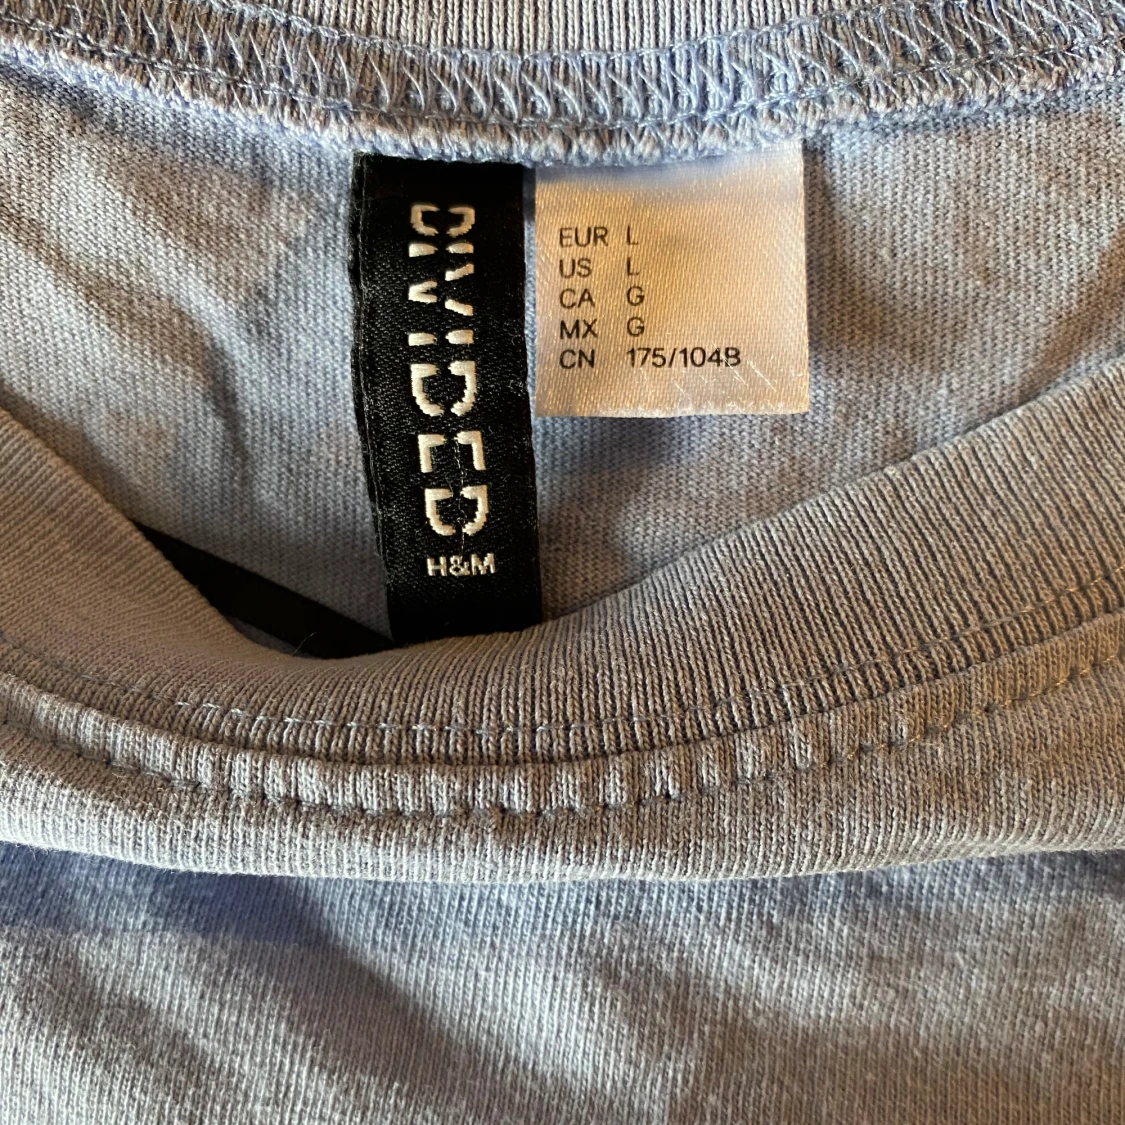 DIVIDED
H&M
EUR L
US L
CA G
MX G
CN 175/104B